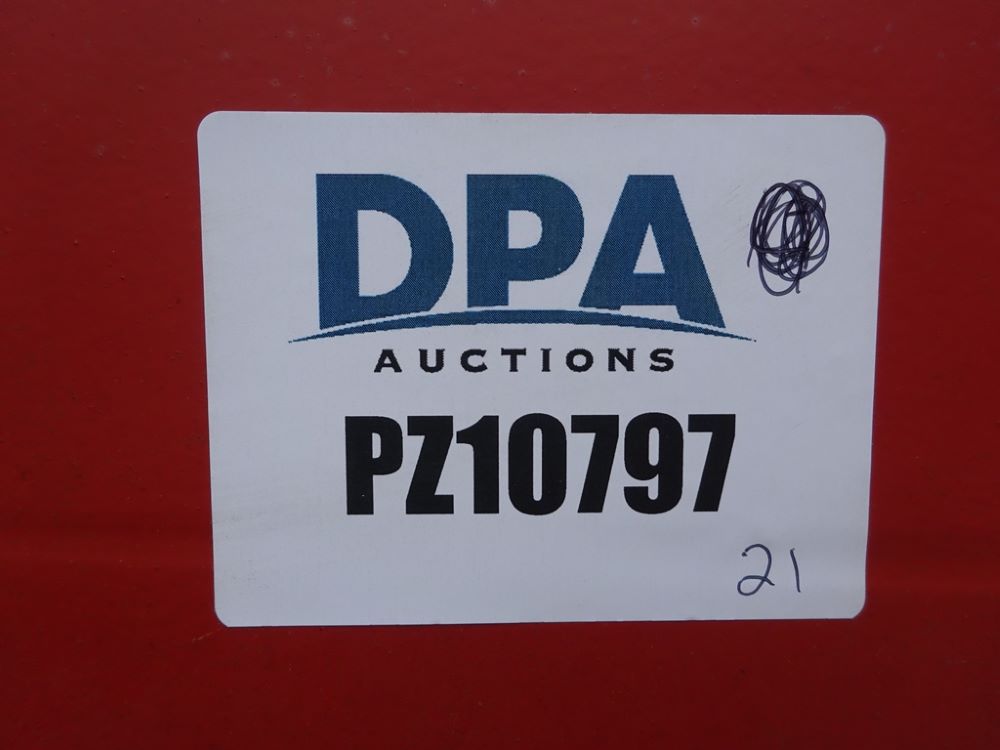 DPA
AUCTIONS
PZ10797
21